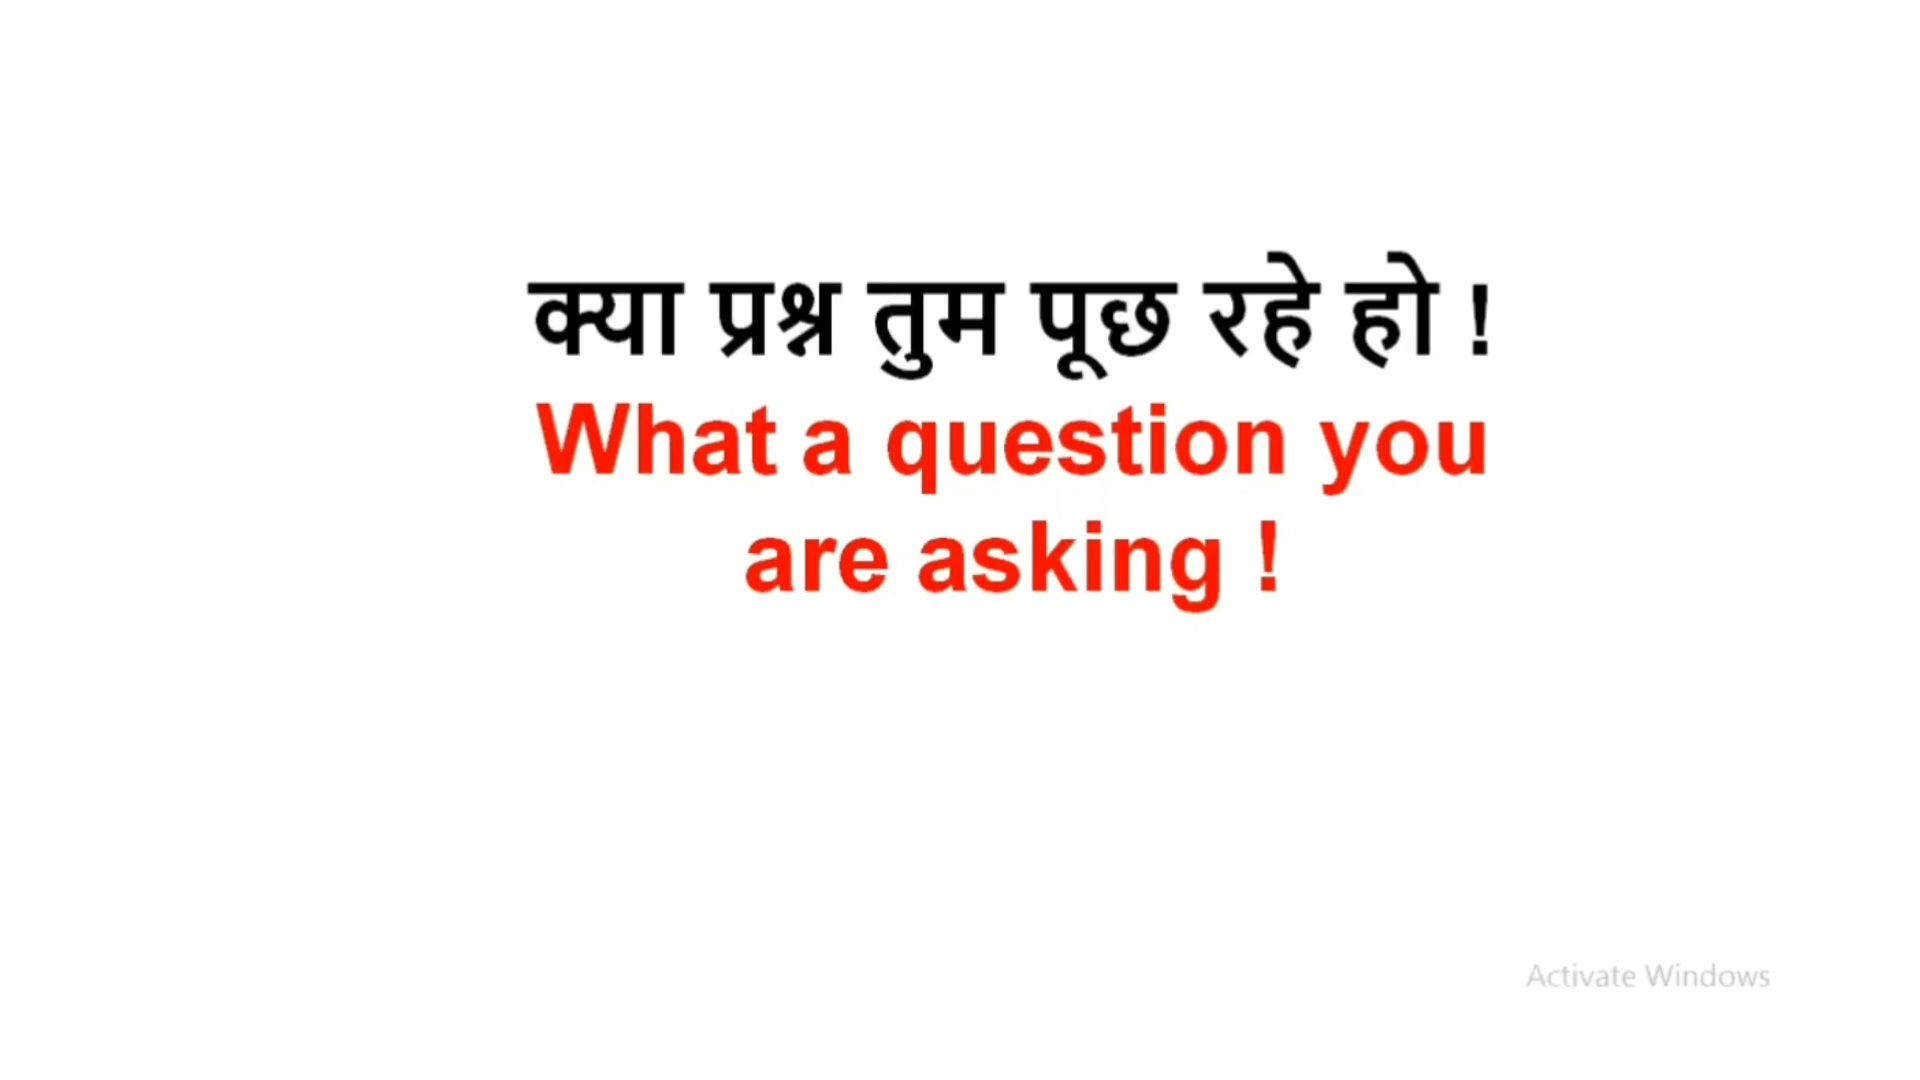 क्या प्रश्न तुम पूछ रहे हो !
What a question you
are asking !
Activate Windows